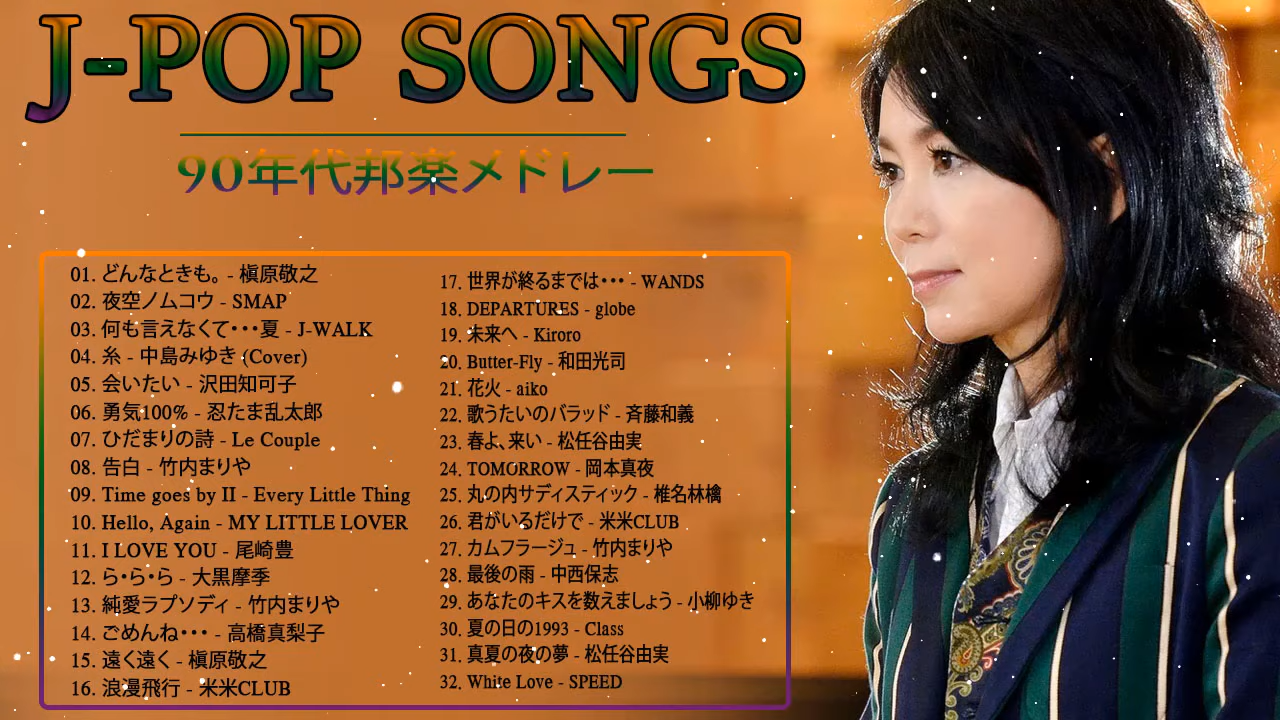 J-POP SONGS
90年代邦楽メドレー
01. どんなときも。 - 槇原敬之
02. 夜空ノムコウ - SMAP
03. 何も言えなくて・・・夏 - J-WALK
04. 糸 - 中島みゆき (Cover)
05. 会いたい - 沢田知可子
06. 勇気100% - 忍たま乱太郎
07. ひだまりの詩 - Le Couple
08. 告白 - 竹内まりや
09. Time goes by II - Every Little Thing
10. Hello, Again - MY LITTLE LOVER
11. I LOVE YOU - 尾崎豊
12. ら・ら・ら - 大黒摩季
13. 純愛ラプソディ - 竹内まりや
14. ごめんね・・・ - 高橋真梨子
15. 遠く遠く - 槇原敬之
16. 浪漫飛行 - 米米CLUB
17. 世界が終るまでは・・・ - WANDS
18. DEPARTURES - globe
19. 未来へ - Kiroro
20. Butter-Fly - 和田光司
21. 花火 - aiko
22. 歌うたいのバラッド - 斉藤和義
23. 春よ、来い - 松任谷由実
24. TOMORROW - 岡本真夜
25. 丸の内サディスティック - 椎名林檎
26. 君がいるだけで - 米米CLUB
27. カムフラージュ - 竹内まりや
28. 最後の雨 - 中西保志
29. あなたのキスを数えましょう - 小柳ゆき
30. 夏の日の1993 - Class
31. 真夏の夜の夢 - 松任谷由実
32. White Love - SPEED